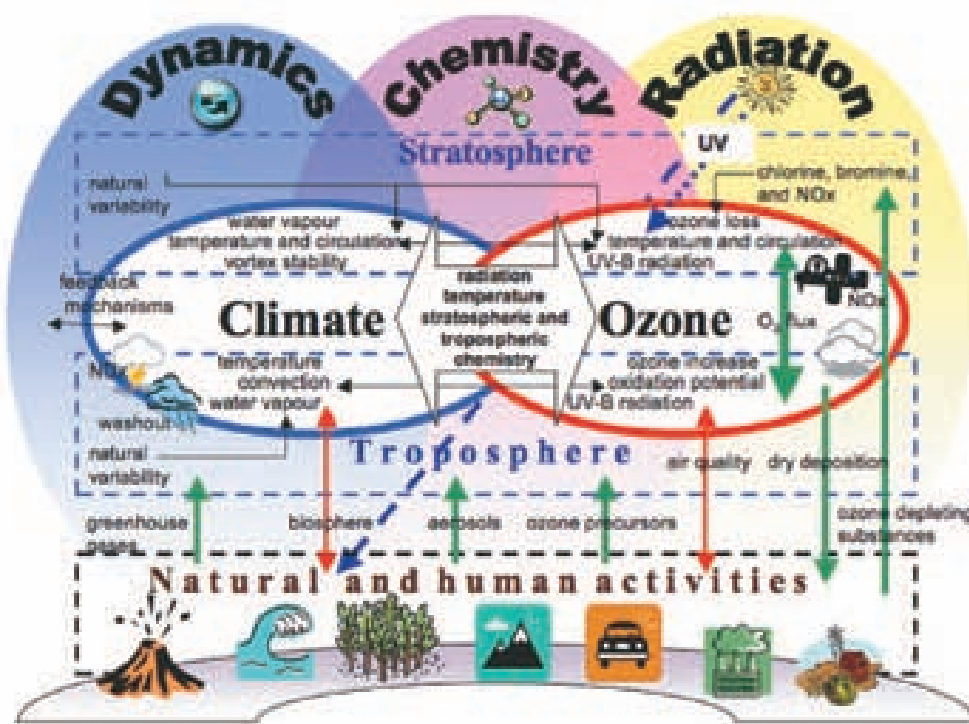 Dynamics
Chemistry
Radiation
UV
Stratosphere
natural
variability
chlorine, bromine,
and NOx
water vapour
temperature and circulation
vortex stability
ozone loss
temperature and circulation
UV-B radiation
radiation
temperature
stratospheric and
tropospheric
chemistry
feedback
mechanisms
Climate
Ozone
NOx
O₃ flux
NOx
temperature
convection
water vapour
ozone increase
oxidation potential
UV-B radiation
washout
natural
variability
Troposphere
air quality
dry deposition
greenhouse
gases
biosphere
aerosols
ozone precursors
ozone depleting
substances
Natural and human activities